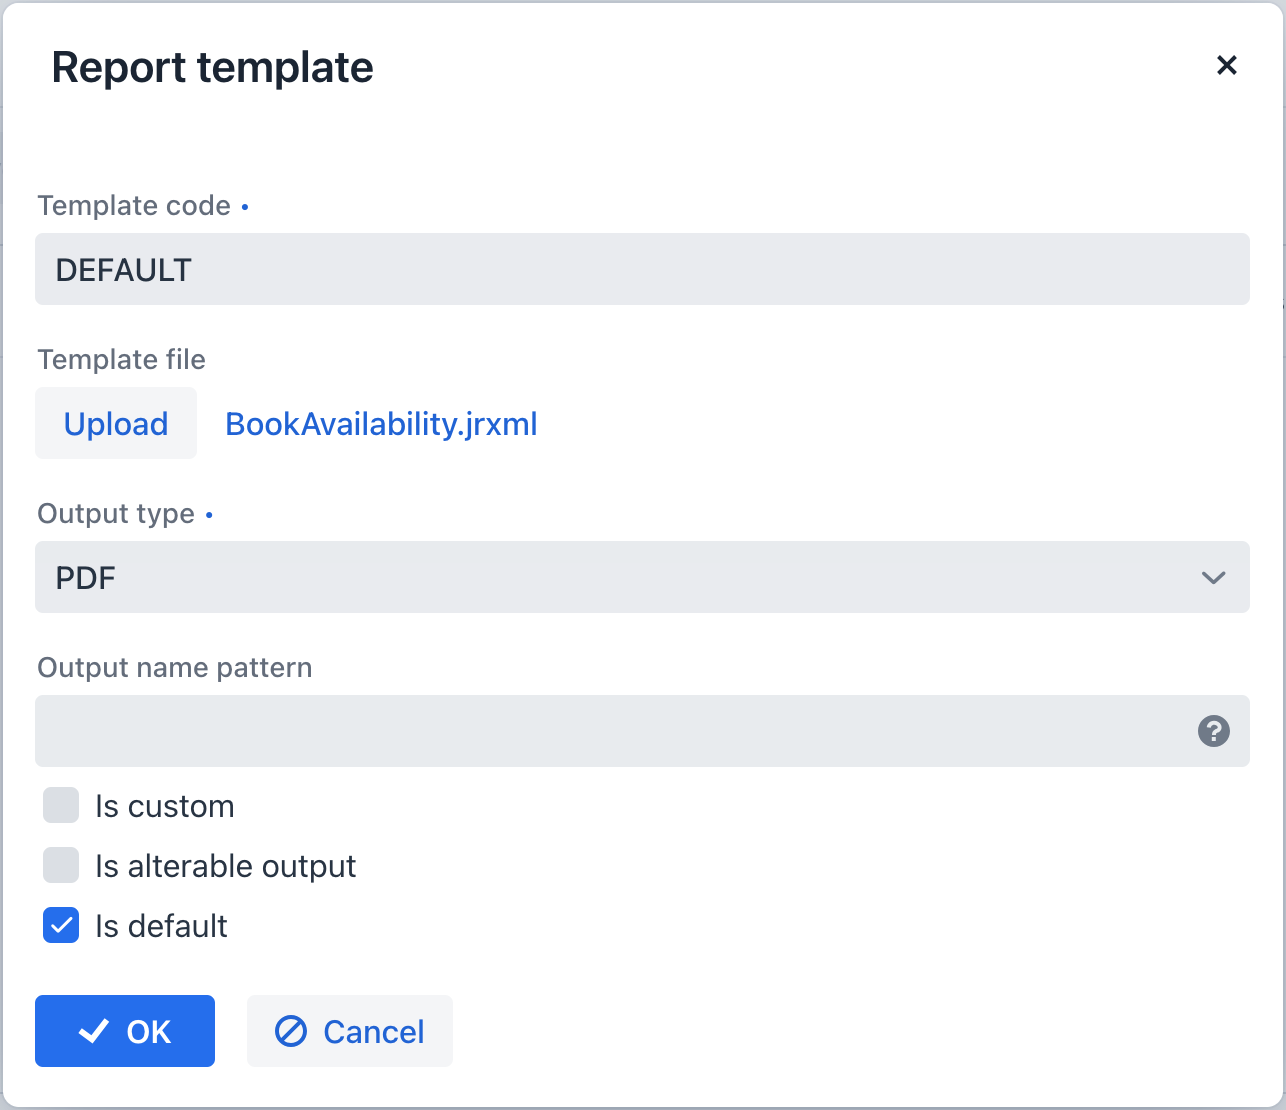 Report template
Template code •
DEFAULT
Template file
Upload BookAvailability.jrxml
Output type •
PDF
Output name pattern
?
Is custom
Is alterable output
Is default
OK Cancel